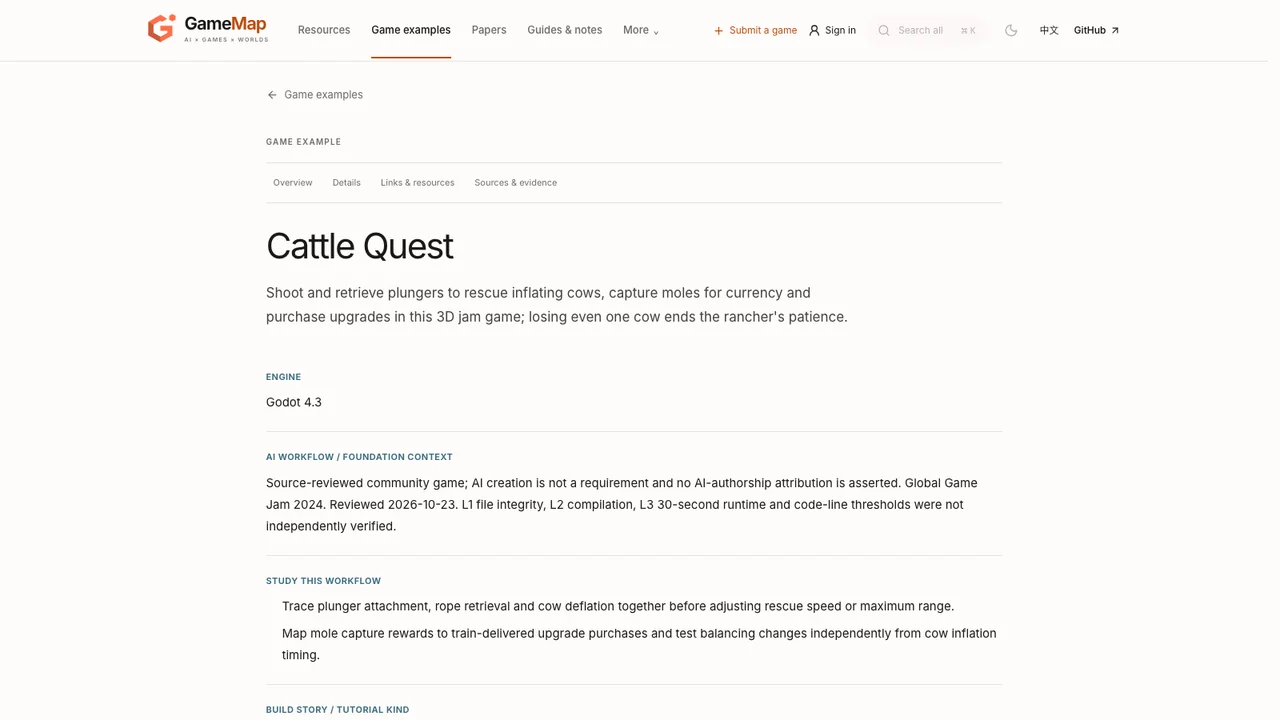 GameMap
AI × GAMES × WORLDS
Resources
Game examples
Papers
Guides & notes
More
+ Submit a game
Sign in
Search all
⌘ K
中文
GitHub ↗
← Game examples
GAME EXAMPLE
Overview
Details
Links & resources
Sources & evidence
Cattle Quest
Shoot and retrieve plungers to rescue inflating cows, capture moles for currency and
purchase upgrades in this 3D jam game; losing even one cow ends the rancher's patience.
ENGINE
Godot 4.3
AI WORKFLOW / FOUNDATION CONTEXT
Source-reviewed community game; AI creation is not a requirement and no AI-authorship attribution is asserted. Global Game
Jam 2024. Reviewed 2026-10-23. L1 file integrity, L2 compilation, L3 30-second runtime and code-line thresholds were not
independently verified.
STUDY THIS WORKFLOW
Trace plunger attachment, rope retrieval and cow deflation together before adjusting rescue speed or maximum range.
Map mole capture rewards to train-delivered upgrade purchases and test balancing changes independently from cow inflation
timing.
BUILD STORY / TUTORIAL KIND